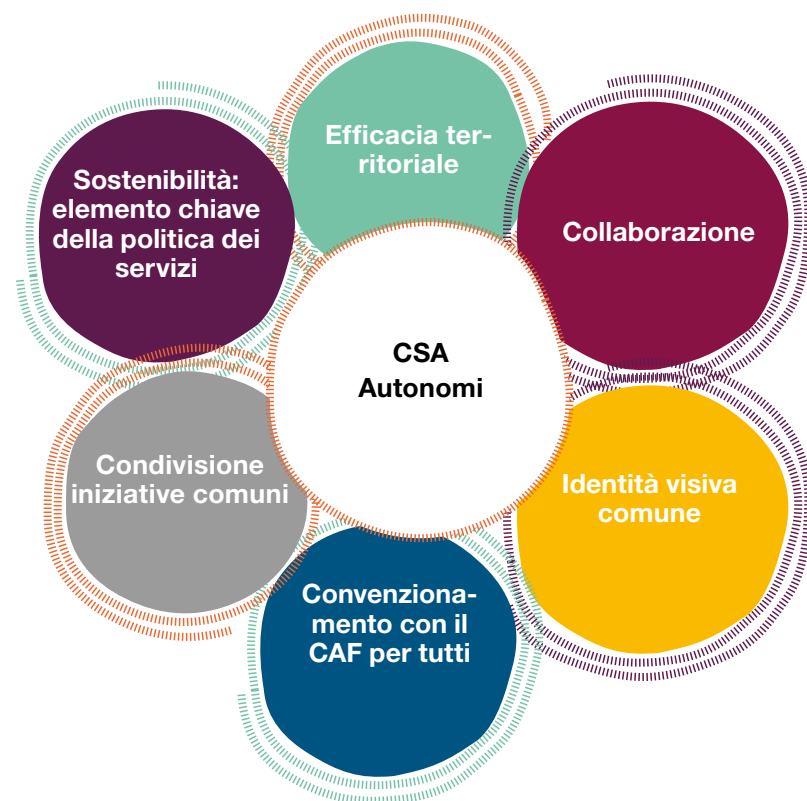 Efficacia ter-
ritoriale
Sostenibilità:
elemento chiave
della politica dei
servizi
Collaborazione
CSA
Autonomi
Condivisione
iniziative comuni
Identità visiva
comune
Convenziona-
mento con il
CAF per tutti